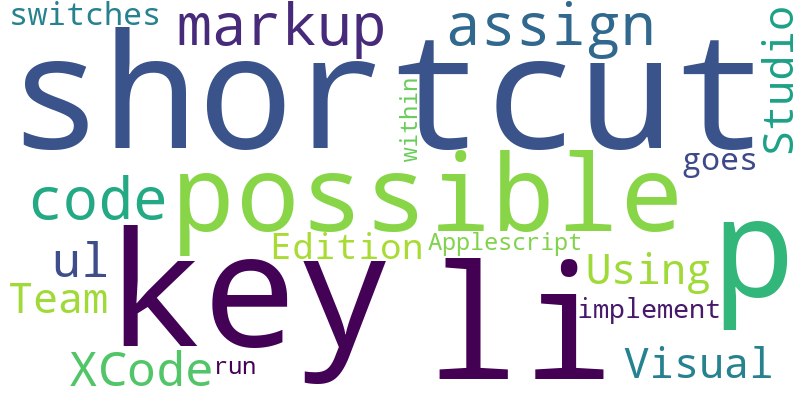 switches
markup
assign
Studio
shortcut
within
goes
possible
code
p
Edition
Applescript
ul
key
li
Using
Team
implement
XCode
run
Visual